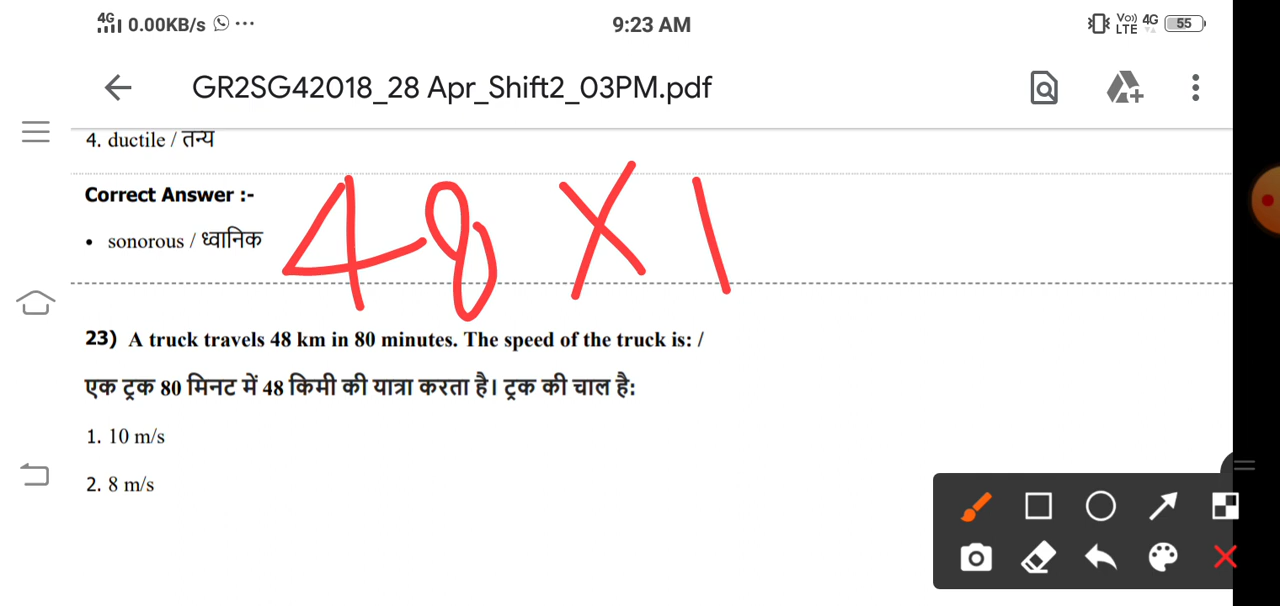 4G 0.00KB/s ... 9:23 AM Vo)) LTE 4G 55
GR2SG42018_28 Apr_Shift2_03PM.pdf
4. ductile / तन्य
Correct Answer :-
• sonorous / ध्वानिक
48 X 1
23) A truck travels 48 km in 80 minutes. The speed of the truck is: /
एक ट्रक 80 मिनट में 48 किमी की यात्रा करता है। ट्रक की चाल है:
1. 10 m/s
2. 8 m/s